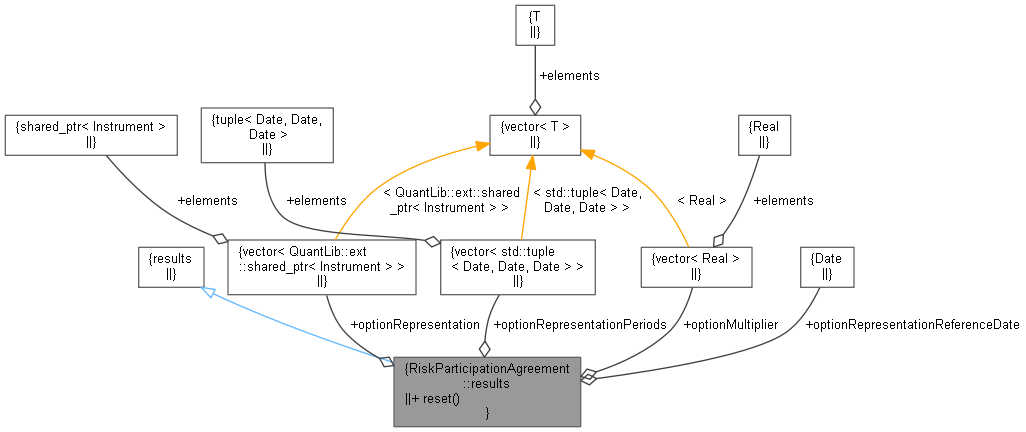 {T
||}
+elements
{shared_ptr< Instrument >
||}
{tuple< Date, Date,
Date >
||}
{vector< T >
||}
{Real
||}
+elements
+elements
< QuantLib::ext::shared
_ptr< Instrument > >
< std::tuple< Date,
Date, Date > >
< Real >
+elements
{results
||}
{vector< QuantLib::ext
::shared_ptr< Instrument > >
||}
{vector< std::tuple
< Date, Date, Date > >
||}
{vector< Real >
||}
{Date
||}
+optionRepresentation
+optionRepresentationPeriods
+optionMultiplier
+optionRepresentationReferenceDate
{RiskParticipationAgreement
::results
||+ reset()
}